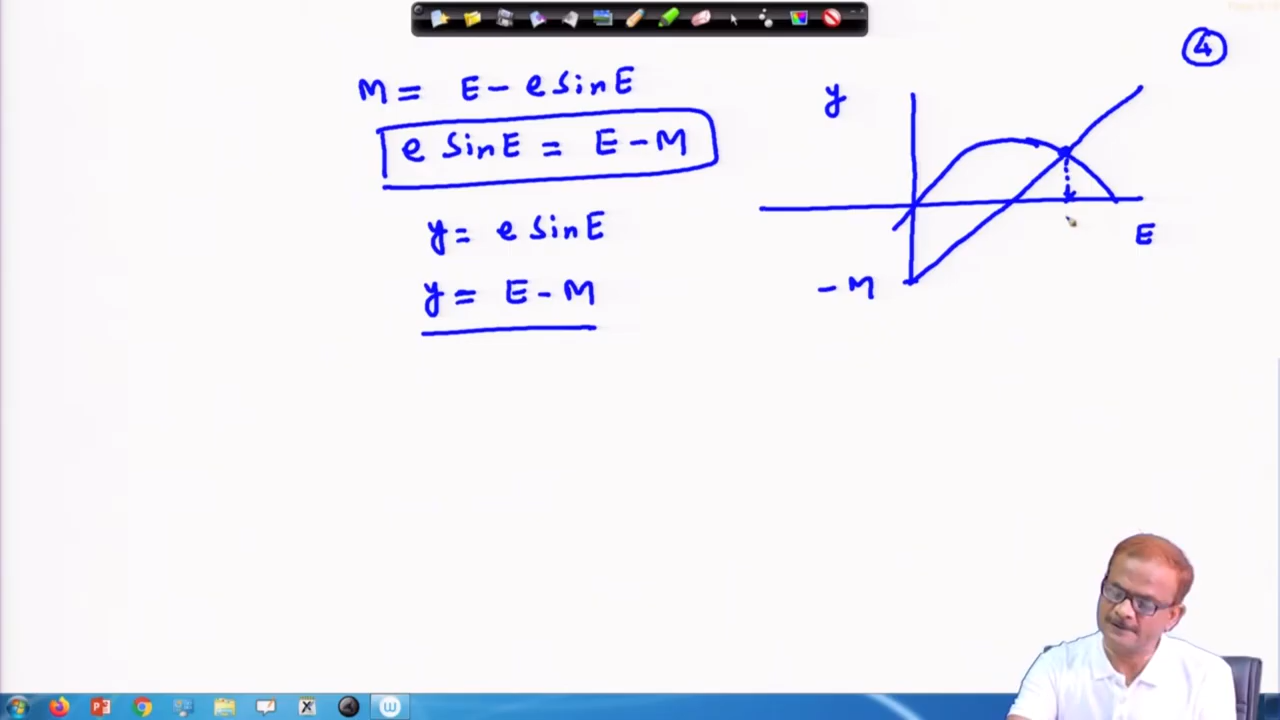 4
M = E - e sin E
e sin E = E - M
y = e sin E
y = E - M
y
E
- M